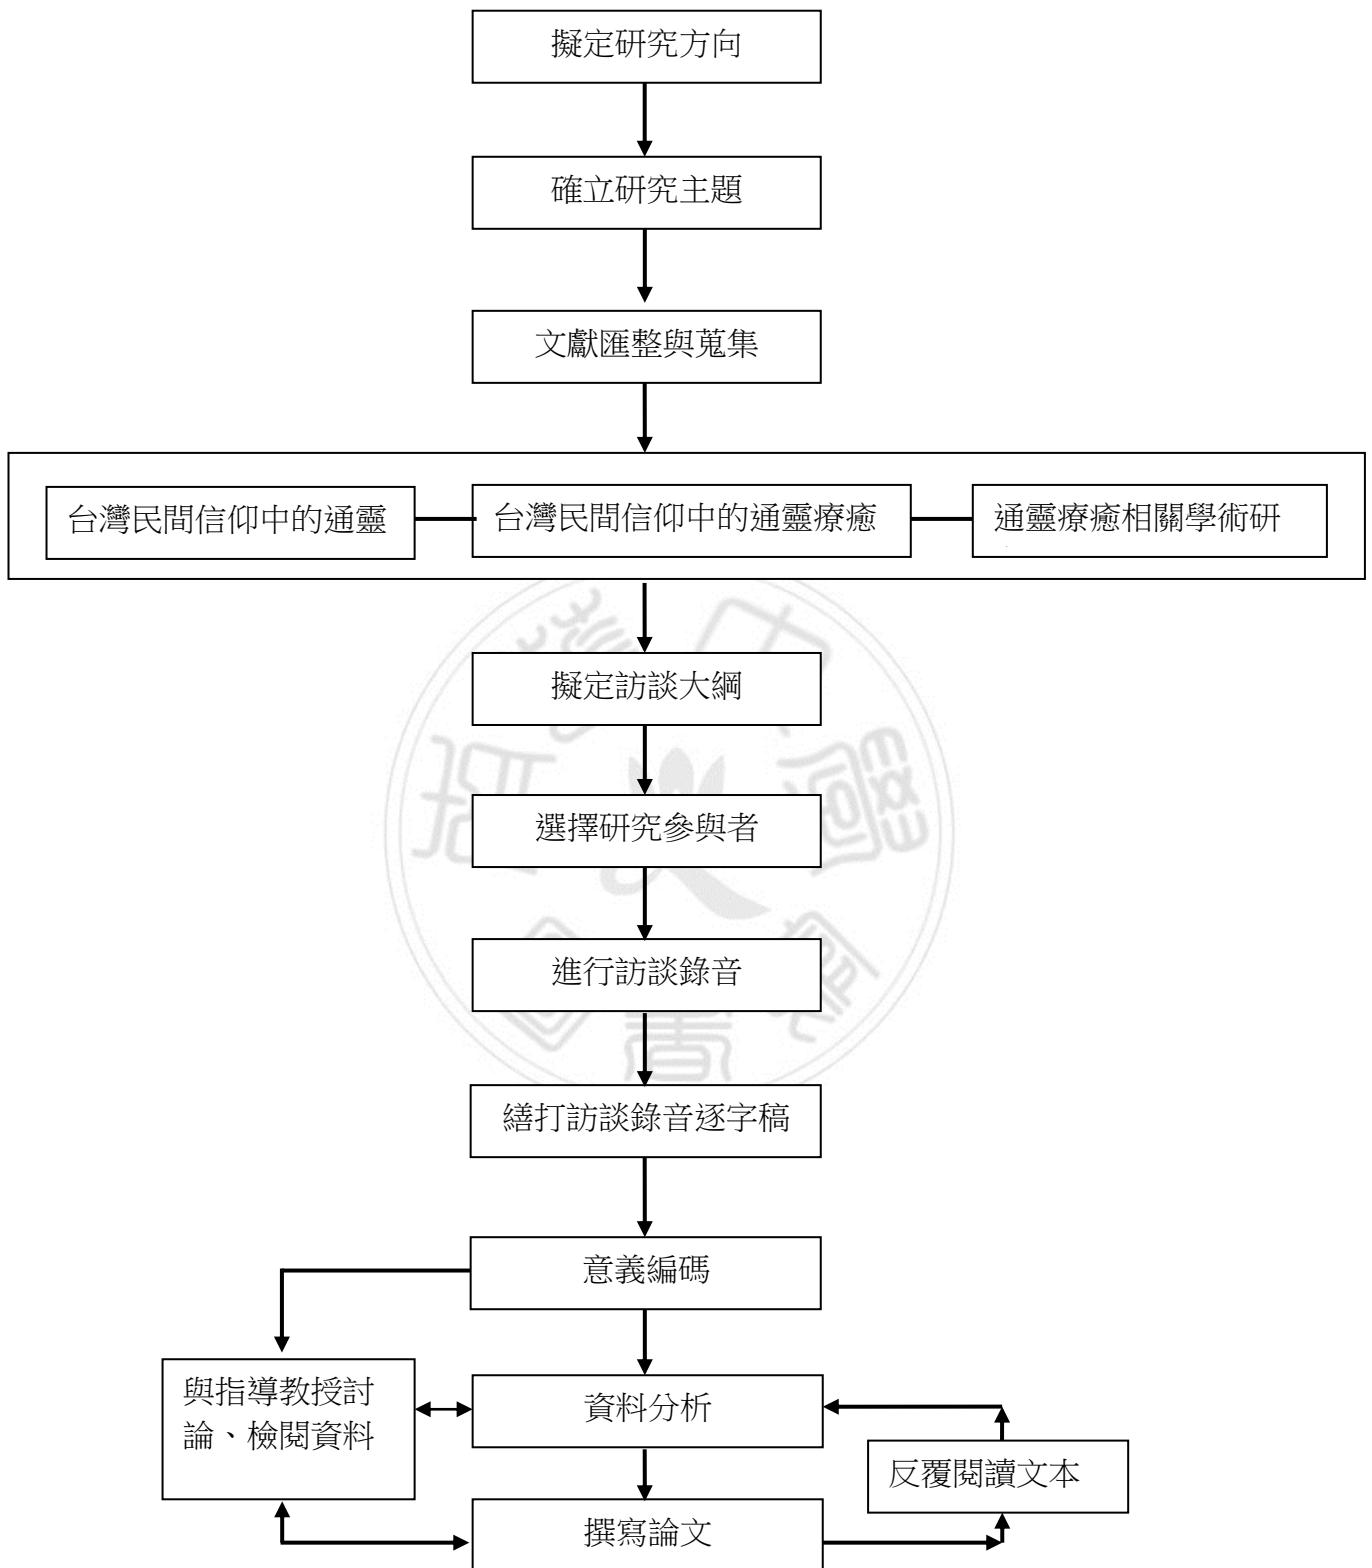 擬定研究方向
確立研究主題
文獻匯整與蒐集
台灣民間信仰中的通靈
台灣民間信仰中的通靈療癒
通靈療癒相關學術研
擬定訪談大綱
選擇研究參與者
進行訪談錄音
繕打訪談錄音逐字稿
意義編碼
與指導教授討
論、檢閱資料
資料分析
反覆閱讀文本
撰寫論文